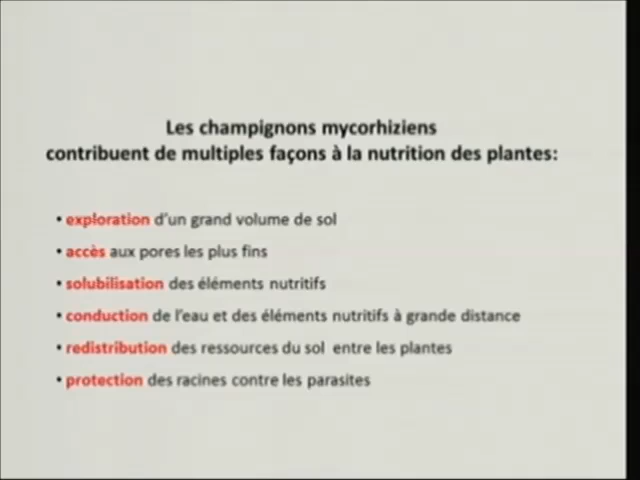 Les champignons mycorhiziens
contribuent de multiples façons à la nutrition des plantes:
• exploration d'un grand volume de sol
• accès aux pores les plus fins
• solubilisation des éléments nutritifs
• conduction de l'eau et des éléments nutritifs à grande distance
• redistribution des ressources du sol entre les plantes
• protection des racines contre les parasites